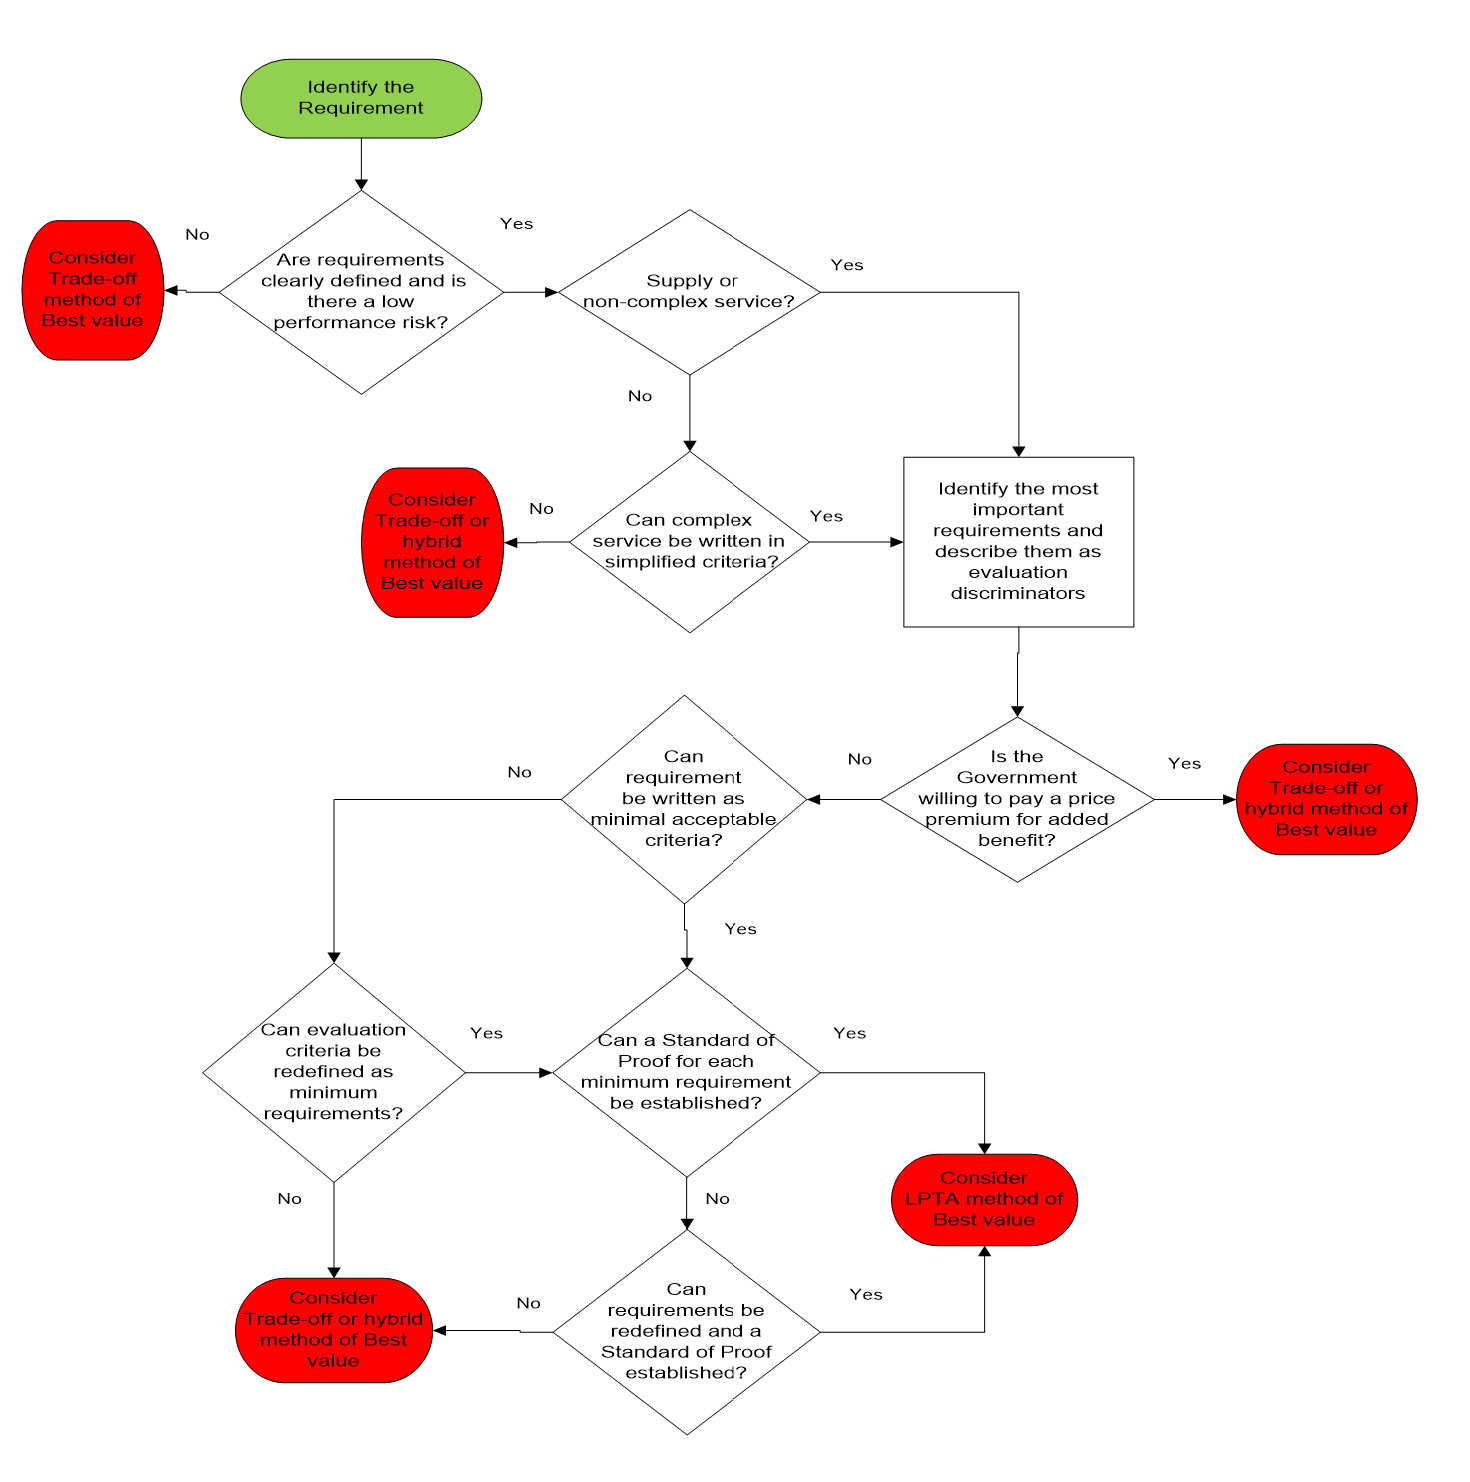 Identify the
Requirement
No
Yes
Consider
Trade-off
method of
Best value
Are requirements
clearly defined and is
there a low
performance risk?
Supply or
non-complex service?
Yes
No
Consider
Trade-off or
hybrid
method of
Best value
No
Can complex
service be written in
simplified criteria?
Yes
Identify the most
important
requirements and
describe them as
evaluation
discriminators
No
Can
requirement
be written as
minimal acceptable
criteria?
No
Is the
Government
willing to pay a price
premium for added
benefit?
Yes
Consider
Trade-off or
hybrid method of
Best value
Yes
Can evaluation
criteria be
redefined as
minimum
requirements?
Yes
Can a Standard of
Proof for each
minimum requirement
be established?
Yes
No
No
Consider
LPTA method of
Best value
Consider
Trade-off or hybrid
method of Best
value
No
Can
requirements be
redefined and a
Standard of Proof
established?
Yes